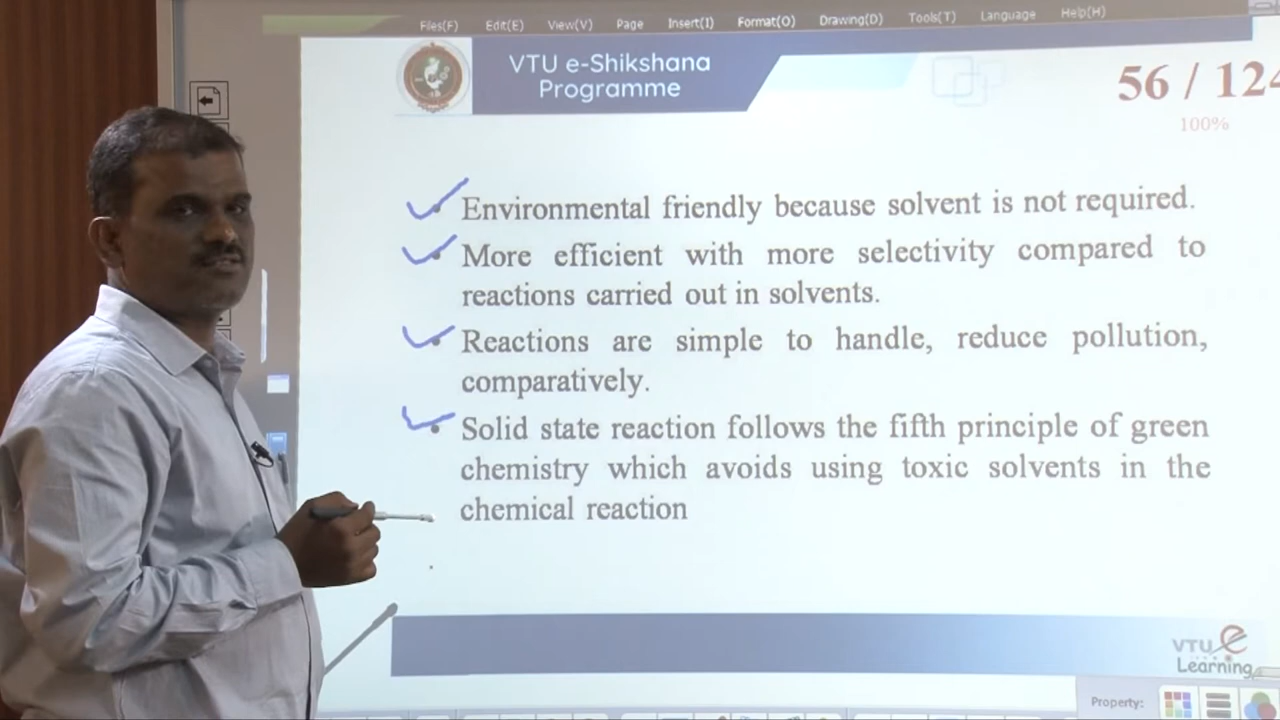 Files(F) Edit(E) View(V) Page Insert(I) Format(O) Drawing(D) Tools(T) Language Help(H)
VTU e-Shikshana
Programme
56 / 124
100%
Environmental friendly because solvent is not required.
More efficient with more selectivity compared to
reactions carried out in solvents.
Reactions are simple to handle, reduce pollution,
comparatively.
Solid state reaction follows the fifth principle of green
chemistry which avoids using toxic solvents in the
chemical reaction
VTU e
Learning
Property: